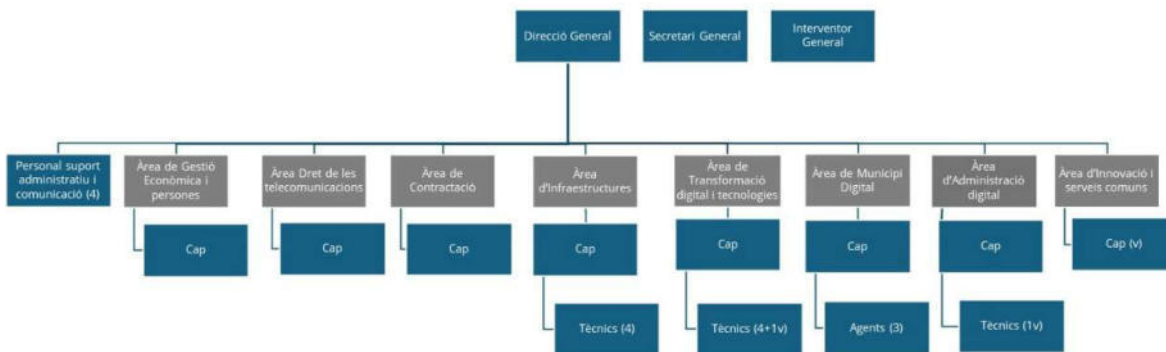 Direcció General
Secretari General
Interventor
General
Personal suport
administratiu i
comunicació (4)
Àrea de Gestió
Econòmica i
persones
Àrea Dret de les
telecomunicacions
Àrea de
Contractació
Àrea
d'Infraestructures
Àrea de
Transformació
digital i tecnologies
Àrea de Municipi
Digital
Àrea
d'Administració
digital
Àrea d'Innovació i
serveis comuns
Cap
Cap
Cap
Cap
Cap
Cap
Cap
Cap (v)
Tècnics (4)
Tècnics (4+1v)
Agents (3)
Tècnics (1v)